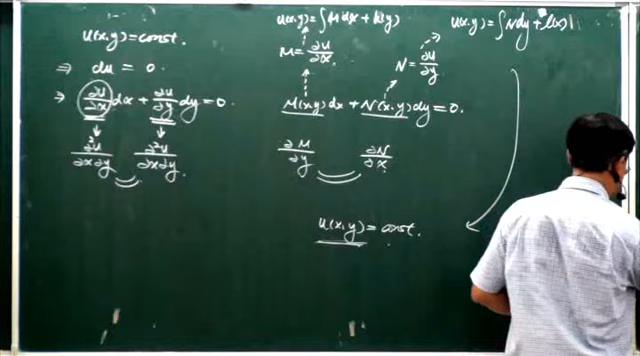 u(x,y) = const.
⇒ du = 0.
⇒ ∂u/∂x dx + ∂u/∂y dy = 0.
∂²u/∂x∂y ∂²u/∂x∂y.
u(x,y) = ∫ M dx + k(y)
M = ∂u/∂x.
N = ∂u/∂y
M(x,y) dx + N(x,y) dy = 0.
∂M/∂y ∂N/∂x.
u(x,y) = const.
u(x,y) = ∫ N dy + l(x)